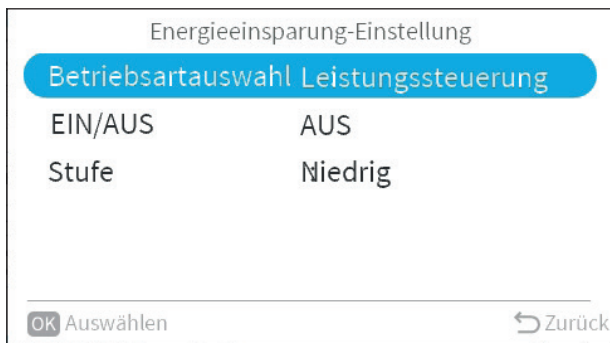 Energieeinsparung-Einstellung
Betriebsartauswahl Leistungssteuerung
EIN/AUS AUS
Stufe Niedrig
OK Auswählen Zurück